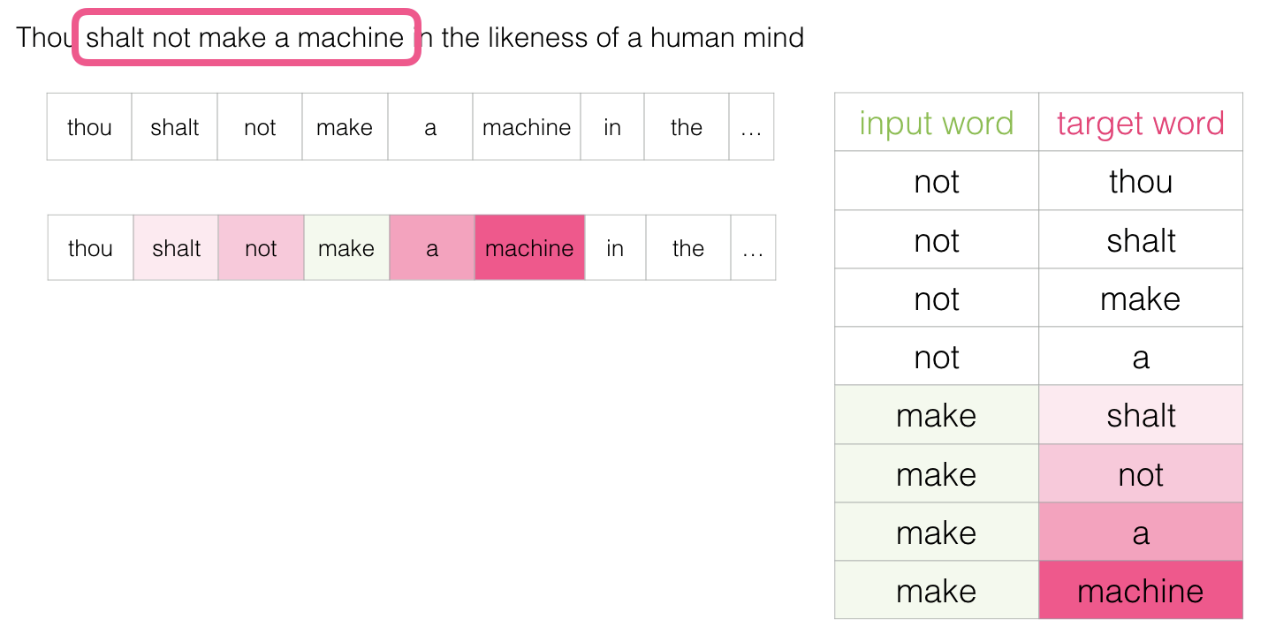 Thou shalt not make a machine in the likeness of a human mind
thou shalt not make a machine in the ...
thou shalt not make a machine in the ...
input word target word
not thou
not shalt
not make
not a
make shalt
make not
make a
make machine